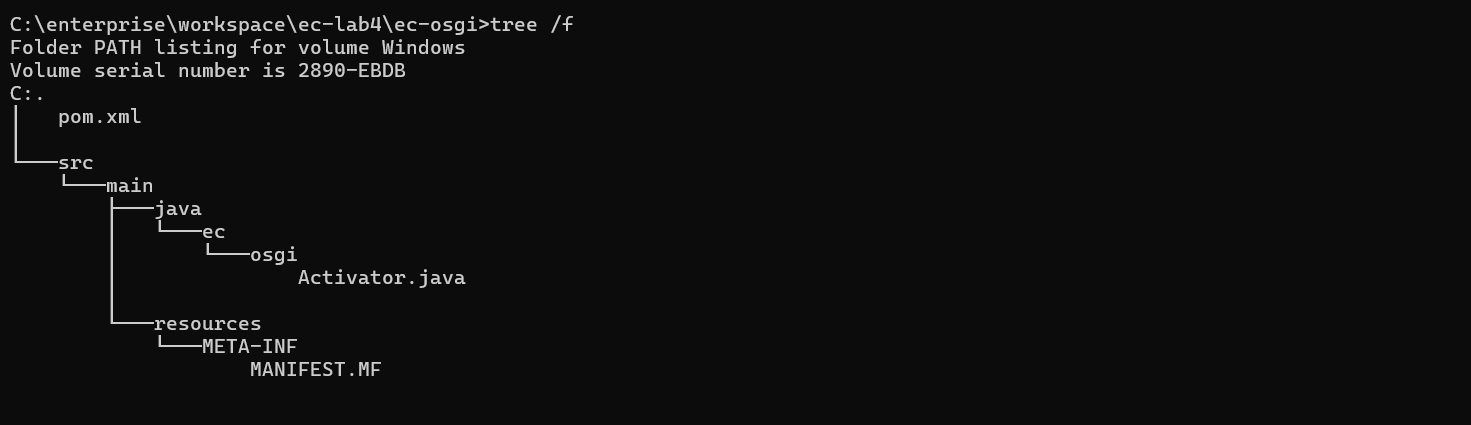 C:\enterprise\workspace\ec-lab4\ec-osgi>tree /f
Folder PATH listing for volume Windows
Volume serial number is 2890-EBDB
C:.
│   pom.xml
│
└───src
    └───main
        ├───java
        │   └───ec
        │       └───osgi
        │               Activator.java
        │
        └───resources
            └───META-INF
                    MANIFEST.MF